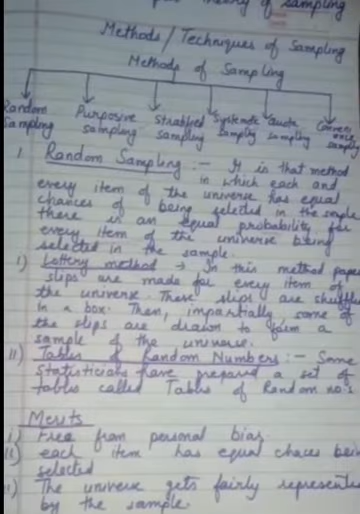 theory of sampling
Methods / Techniques of Sampling
Methods of Sampling
Random Sampling
Purposive sampling
Stratified sampling
Systematic sampling
Quota sampling
Convenience sampling
1 Random Sampling :- It is that method
in which each and
every item of the universe has equal
chances of being selected in the sample
there is an equal probability for
every item of the universe being
selected in the sample.
i) Lottery method → In this method paper
slips are made for every item of
the universe. These slips are shuffled
in a box. Then, impartially, some of
the slips are drawn to form a
sample of the universe.
ii) Tables of Random Numbers :- Some
Statisticians have prepared a set of
tables called Tables of Random no.s
Merits
i) Free from personal bias.
ii) each item has equal chaces being
selected
The universe gets fairly represented
by the sample.